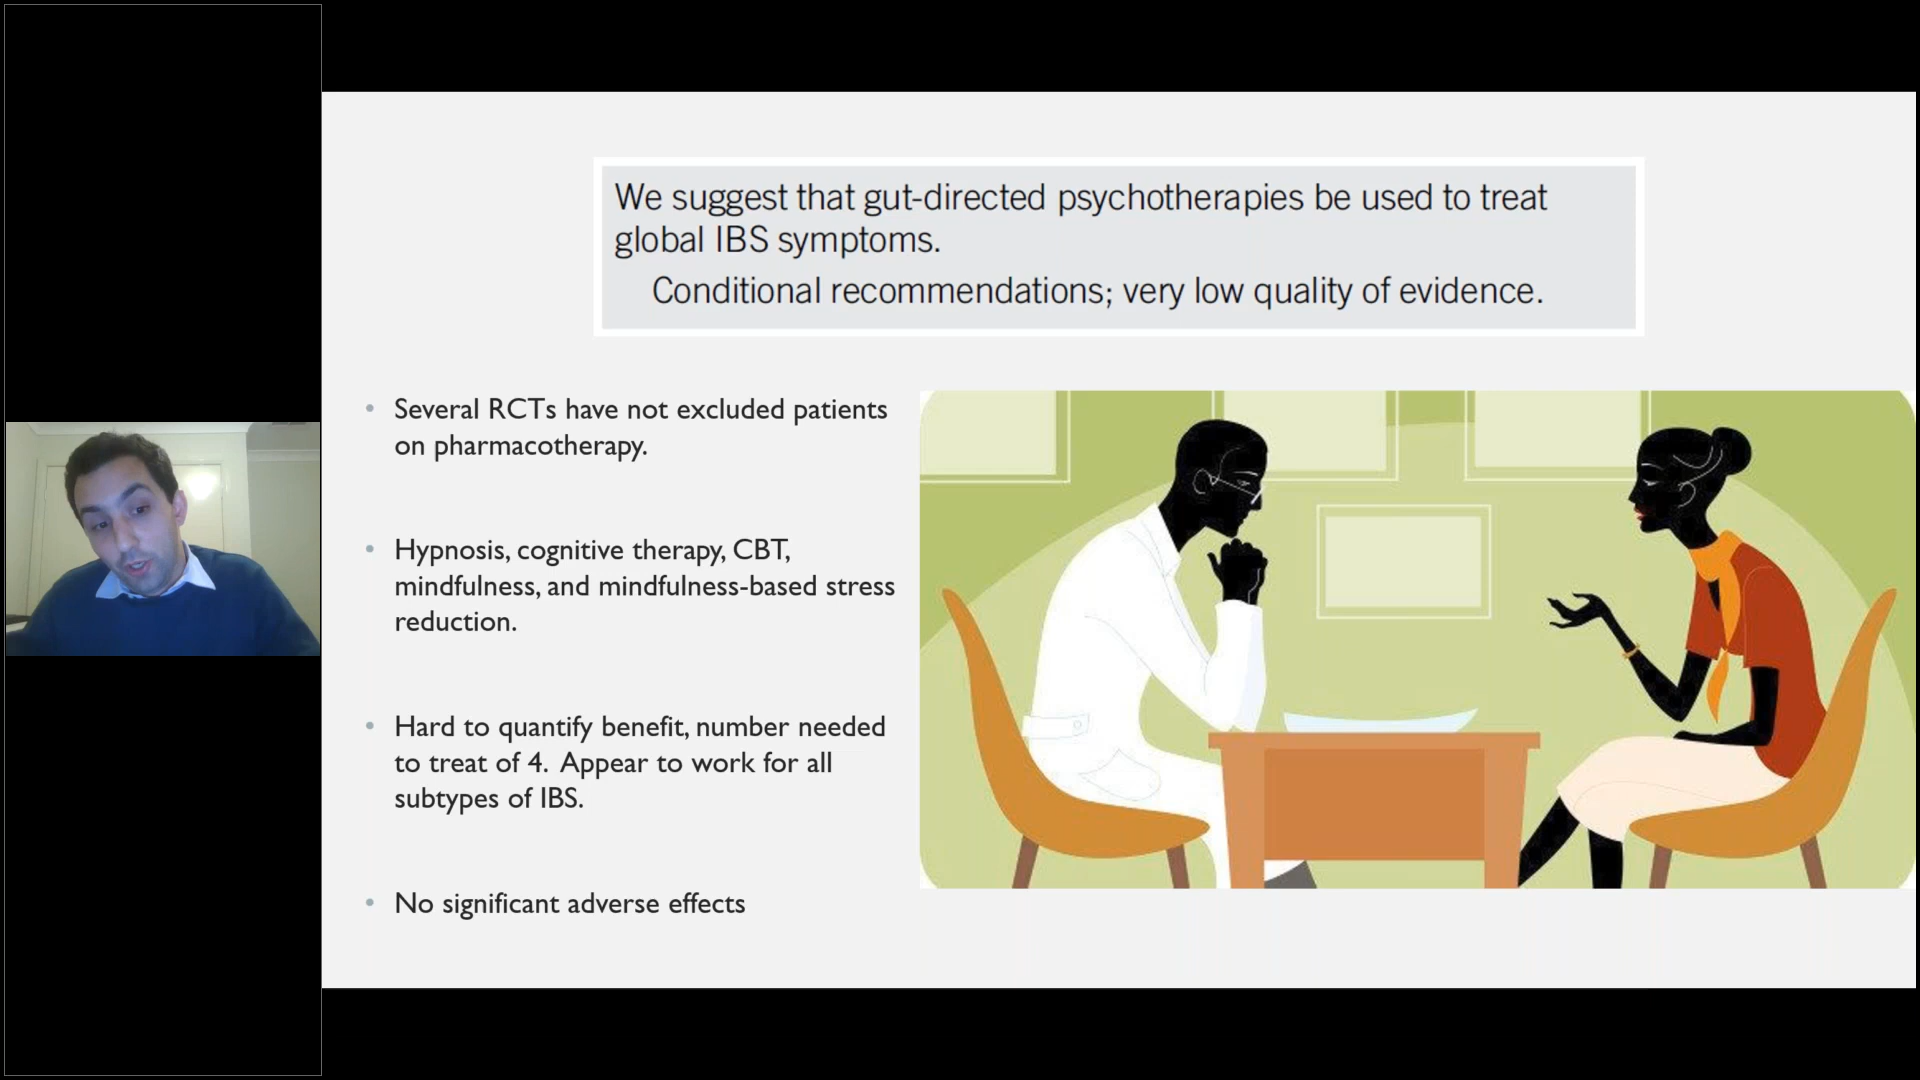 We suggest that gut-directed psychotherapies be used to treat
global IBS symptoms.
Conditional recommendations; very low quality of evidence.
• Several RCTs have not excluded patients
on pharmacotherapy.
• Hypnosis, cognitive therapy, CBT,
mindfulness, and mindfulness-based stress
reduction.
• Hard to quantify benefit, number needed
to treat of 4.  Appear to work for all
subtypes of IBS.
• No significant adverse effects